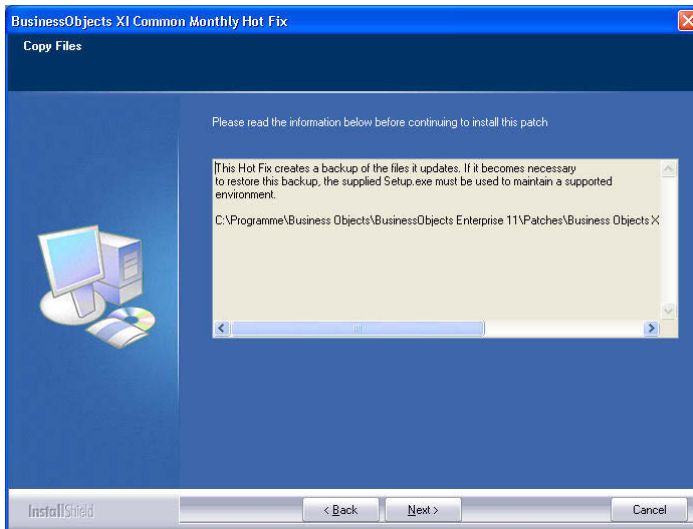 BusinessObjects XI Common Monthly Hot Fix
Copy Files
Please read the information below before continuing to install this patch
This Hot Fix creates a backup of the files it updates. If it becomes necessary
to restore this backup, the supplied Setup.exe must be used to maintain a supported
environment.
C:\Programme\Business Objects\BusinessObjects Enterprise 11\Patches\Business Objects X
InstallShield
< Back
Next >
Cancel